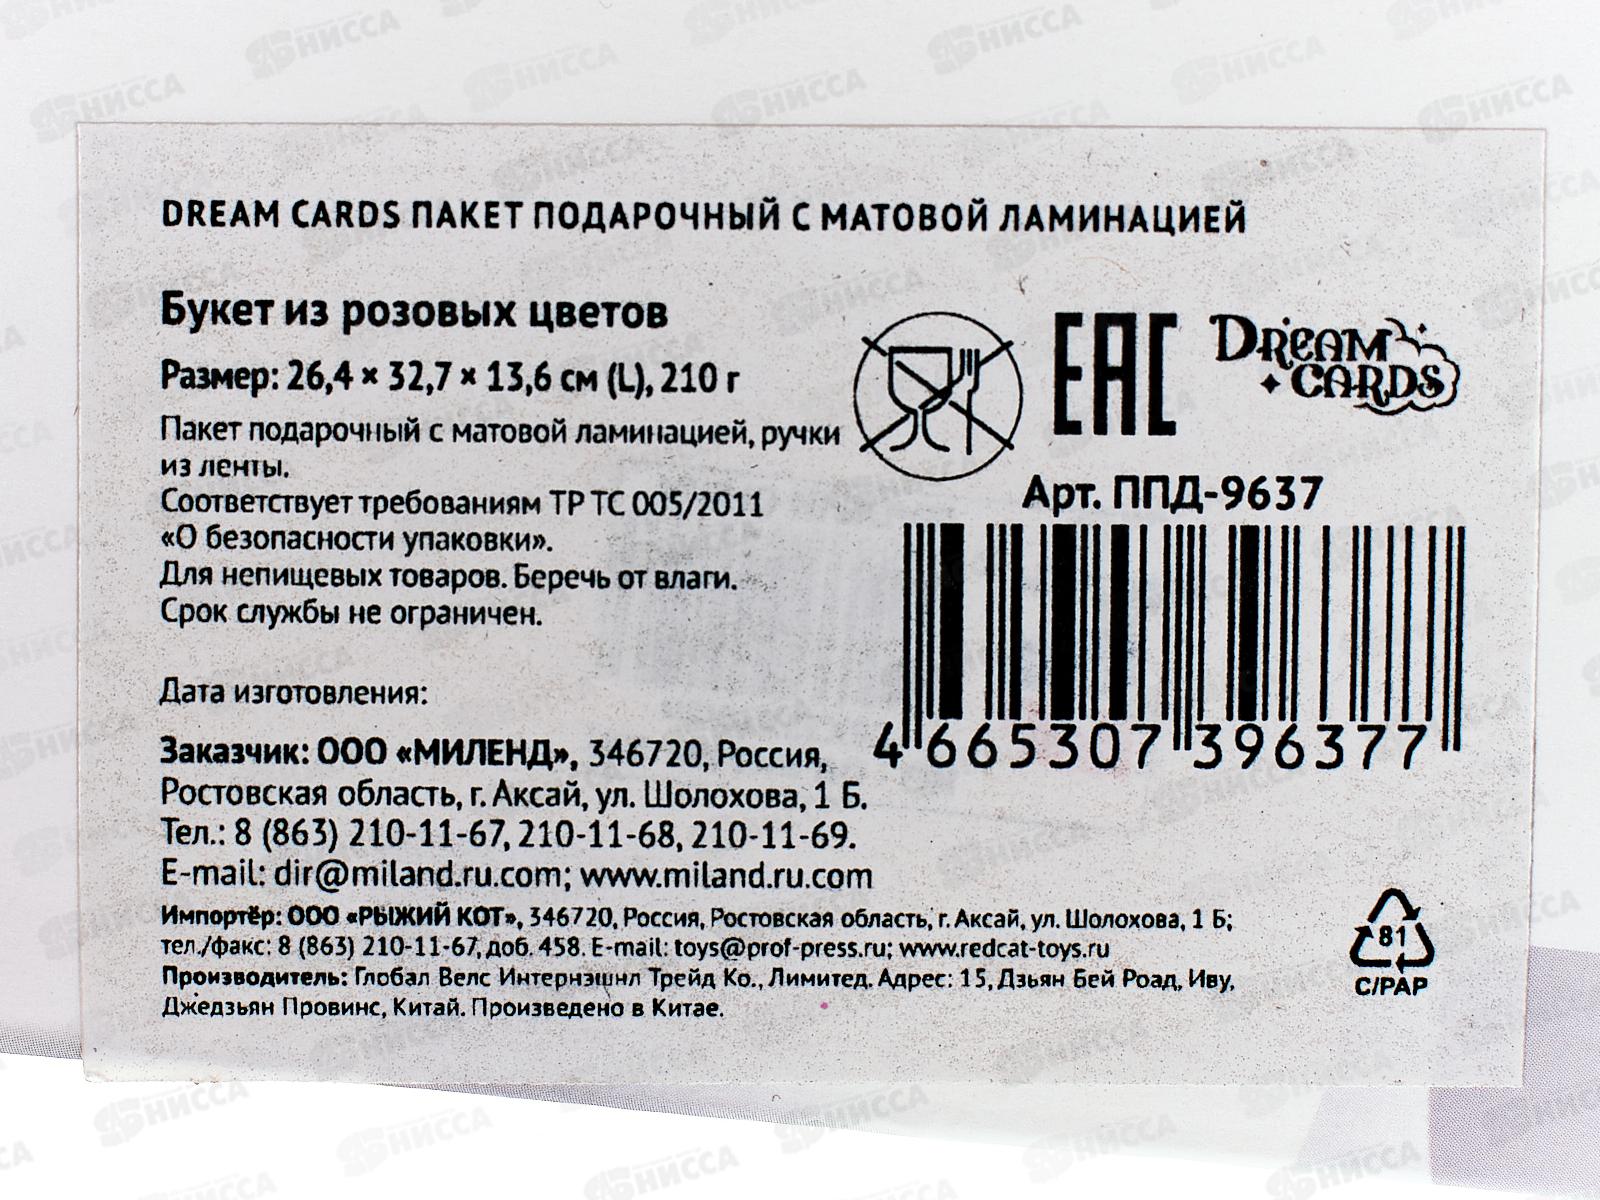 DREAM CARDS ПАКЕТ ПОДАРОЧНЫЙ С МАТОВОЙ ЛАМИНАЦИЕЙ
Букет из розовых цветов
Размер: 26,4 × 32,7 × 13,6 см (L), 210 г
Пакет подарочный с матовой ламинацией, ручки
из ленты.
Соответствует требованиям ТР ТС 005/2011
«О безопасности упаковки».
Для непищевых товаров. Беречь от влаги.
Срок службы не ограничен.
Дата изготовления:
EAC
DREAM
CARDS
Арт. ППД-9637
4 665307 396377
Заказчик: ООО «МИЛЕНД», 346720, Россия,
Ростовская область, г. Аксай, ул. Шолохова, 1 Б.
Тел.: 8 (863) 210-11-67, 210-11-68, 210-11-69.
E-mail: dir@miland.ru.com; www.miland.ru.com
Импортёр: ООО «РЫЖИЙ КОТ», 346720, Россия, Ростовская область, г. Аксай, ул. Шолохова, 1 Б;
тел./факс: 8 (863) 210-11-67, доб. 458. E-mail: toys@prof-press.ru; www.redcat-toys.ru
Производитель: Глобал Велс Интернэшнл Трейд Ко., Лимитед. Адрес: 15, Дзьян Бей Роад, Иву,
Джедзьян Провинс, Китай. Произведено в Китае.
81
C/PAP
НИССА